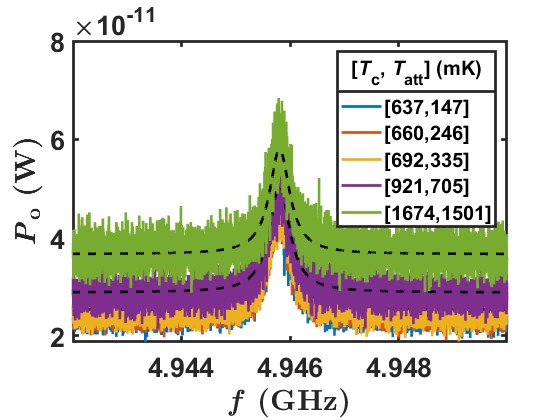 ×10⁻¹¹
8
6
4
2
P_o (W)
[T_c, T_att] (mK)
[637,147]
[660,246]
[692,335]
[921,705]
[1674,1501]
4.944 4.946 4.948
f (GHz)